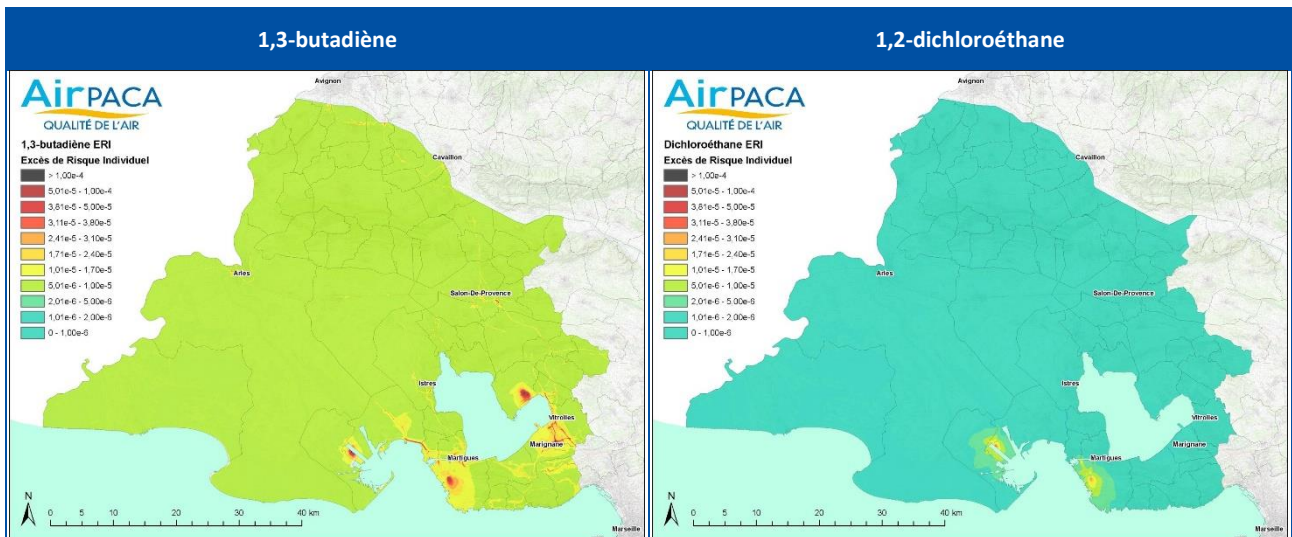 1,3-butadiène
1,2-dichloroéthane
AirPACA
QUALITÉ DE L'AIR
1,3-butadiène ERI
Excès de Risque Individuel
> 1,00e-4
5,01e-5 - 1,00e-4
3,81e-5 - 5,00e-5
3,11e-5 - 3,80e-5
2,41e-5 - 3,10e-5
1,71e-5 - 2,40e-5
1,01e-5 - 1,70e-5
5,01e-6 - 1,00e-5
2,01e-6 - 5,00e-6
1,01e-6 - 2,00e-6
0 - 1,00e-6
Avignon
Cavaillon
Arles
Salon-De-Provence
Istres
Vitrolles
Marignane
Martigues
Marseille
N
0 5 10 20 30 40 km
AirPACA
QUALITÉ DE L'AIR
Dichloroéthane ERI
Excès de Risque Individuel
> 1,00e-4
5,01e-5 - 1,00e-4
3,81e-5 - 5,00e-5
3,11e-5 - 3,80e-5
2,41e-5 - 3,10e-5
1,71e-5 - 2,40e-5
1,01e-5 - 1,70e-5
5,01e-6 - 1,00e-5
2,01e-6 - 5,00e-6
1,01e-6 - 2,00e-6
0 - 1,00e-6
Avignon
Cavaillon
Arles
Salon-De-Provence
Istres
Vitrolles
Marignane
Martigues
Marseille
N
0 5 10 20 30 40 km